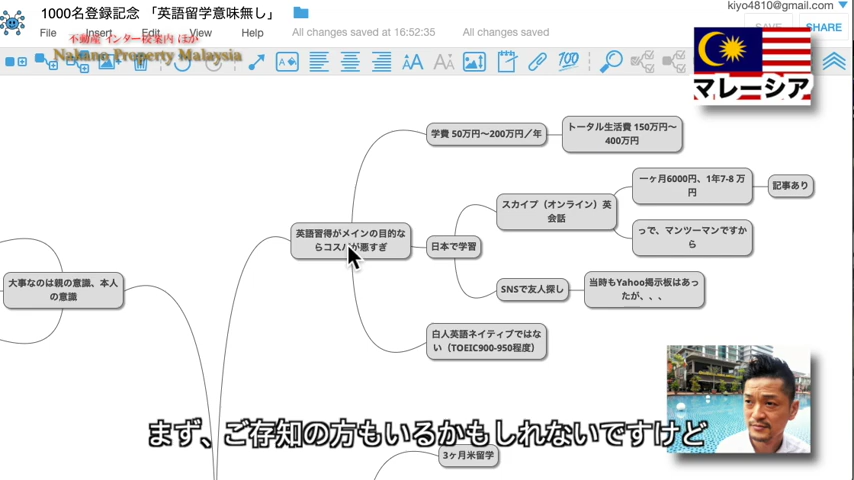 1000名登録記念 「英語留学意味無し」
kiyo4810@gmail.com
File Insert Edit View Help
All changes saved at 16:52:35
All changes saved
SAVE
SHARE
不動産 インター校案内 ほか
Nakano Property Malaysia
100
マレーシア
学費 50万円〜200万円／年
トータル生活費 150万円〜
400万円
一ヶ月6000円、1年7-8 万
円
記事あり
スカイプ（オンライン）英
会話
って、マンツーマンですか
ら
英語習得がメインの目的な
らコスパが悪すぎ
日本で学習
SNSで友人探し
当時もYahoo掲示板はあっ
たが、、、
大事なのは親の意識、本人
の意識
白人英語ネイティブではな
い（TOEIC900-950程度）
まず、ご存知の方もいるかもしれないですけど
3ヶ月米留学